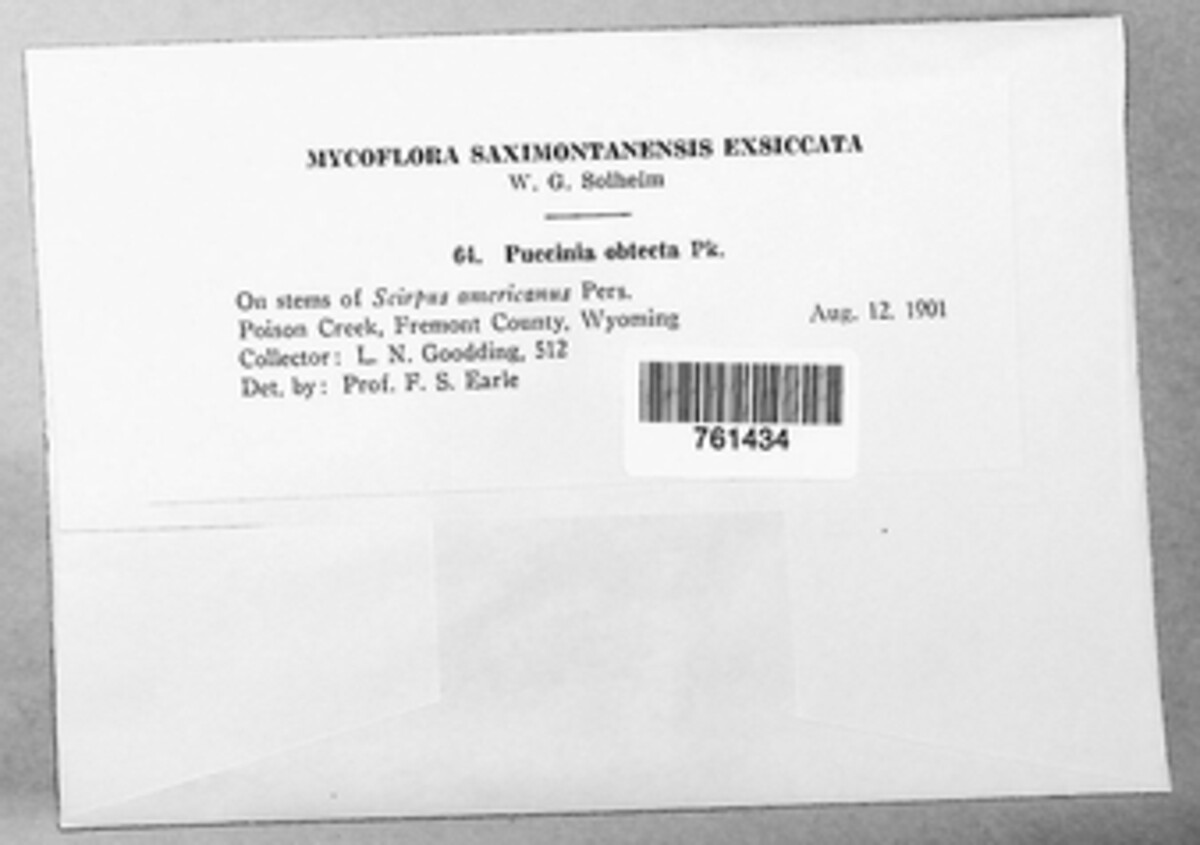 MYCOFLORA SAXIMONTANENSIS EXSICCATA
W. G. Solheim
64. Puccinia obtecta Pk.
On stems of Scirpus americanus Pers.
Poison Creek, Fremont County, Wyoming Aug. 12, 1901
Collector: L. N. Goodding, 512
Det. by: Prof. F. S. Earle
761434